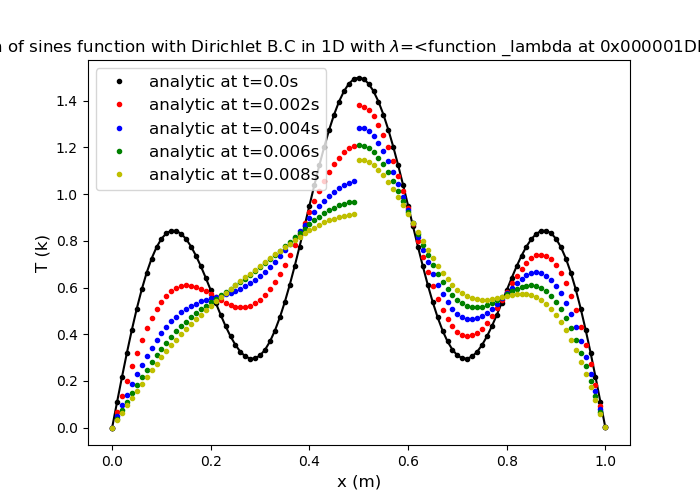 of sines function with Dirichlet B.C in 1D with λ=<function _lambda at
analytic at t=0.0s
analytic at t=0.002s
analytic at t=0.004s
analytic at t=0.006s
analytic at t=0.008s
T (k)
1.4
1.2
1.0
0.8
0.6
0.4
0.2
0.0
0.0 0.2 0.4 0.6 0.8 1.0
x (m)